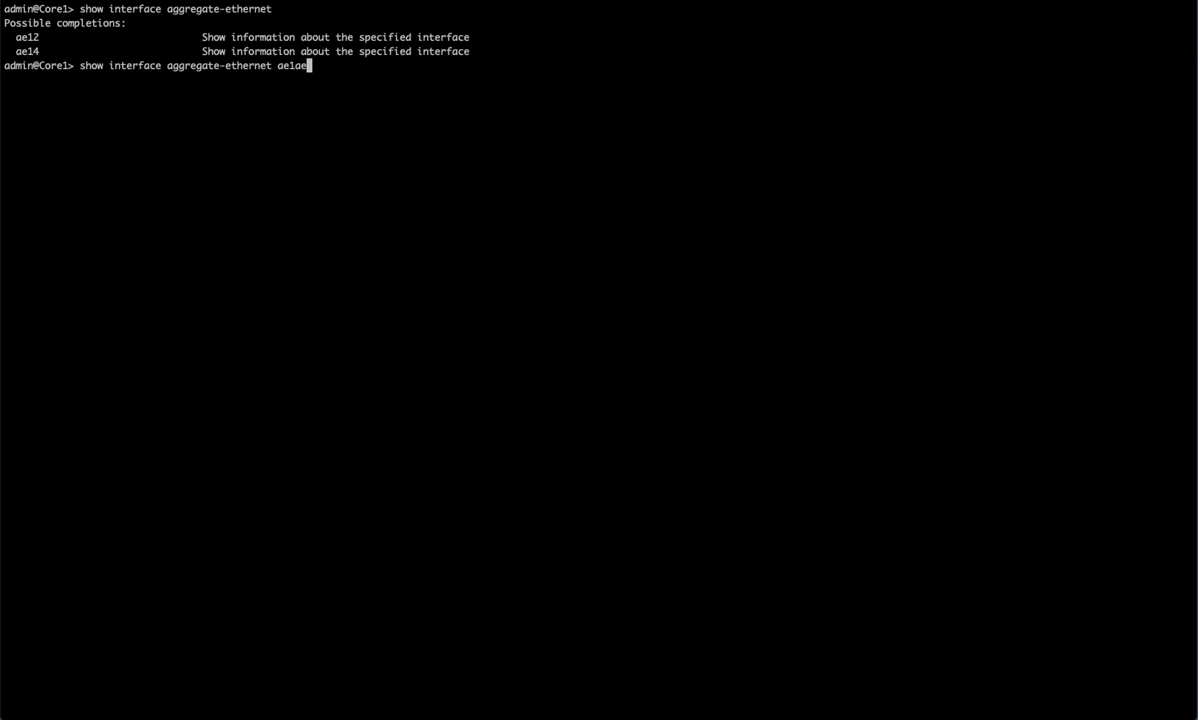 admin@Core1> show interface aggregate-ethernet
Possible completions:
ae12 Show information about the specified interface
ae14 Show information about the specified interface
admin@Core1> show interface aggregate-ethernet ae1ae